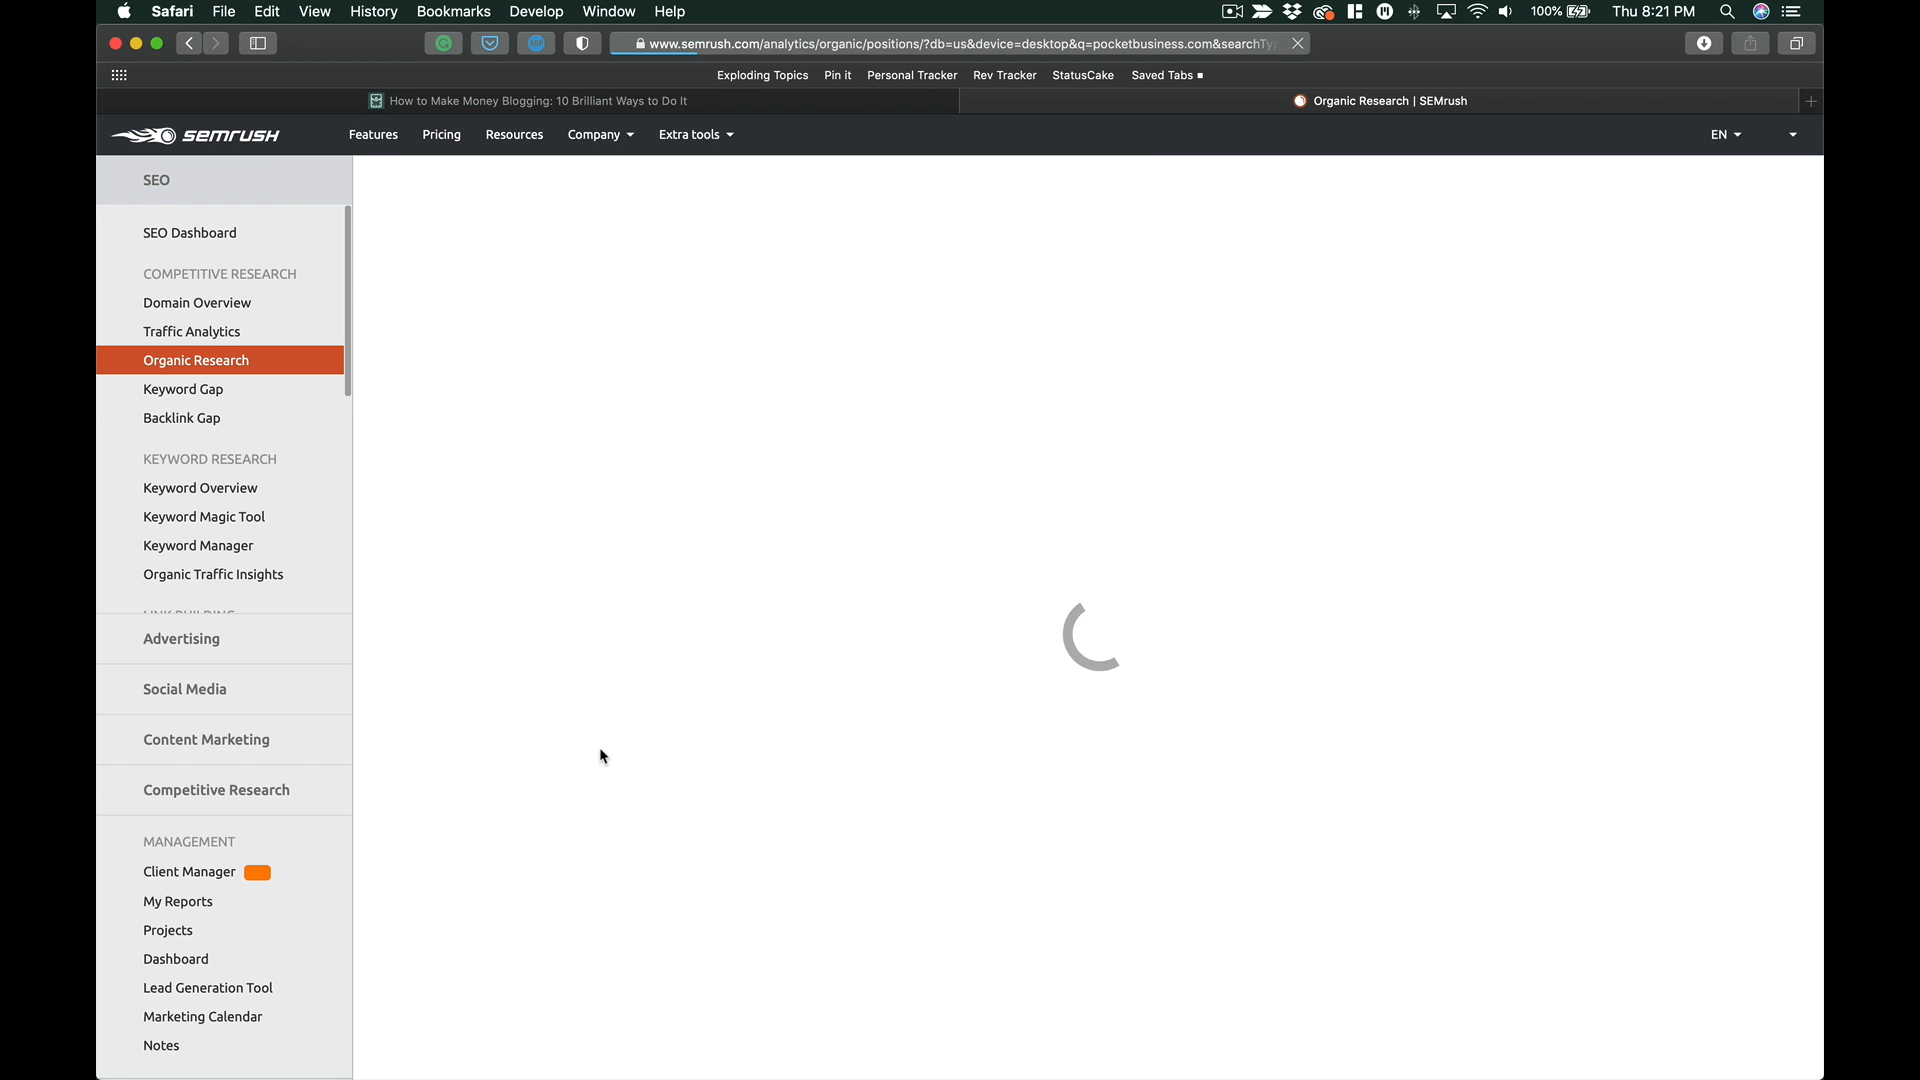 Safari File Edit View History Bookmarks Develop Window Help 100% Thu 8:21 PM
www.semrush.com/analytics/organic/positions/?db=us&device=desktop&q=pocketbusiness.com&searchTy
Exploding Topics Pin it Personal Tracker Rev Tracker StatusCake Saved Tabs
How to Make Money Blogging: 10 Brilliant Ways to Do It Organic Research | SEMrush
SEMRUSH Features Pricing Resources Company Extra tools EN
SEO
SEO Dashboard
COMPETITIVE RESEARCH
Domain Overview
Traffic Analytics
Organic Research
Keyword Gap
Backlink Gap
KEYWORD RESEARCH
Keyword Overview
Keyword Magic Tool
Keyword Manager
Organic Traffic Insights
LINK BUILDING
Advertising
Social Media
Content Marketing
Competitive Research
MANAGEMENT
Client Manager
My Reports
Projects
Dashboard
Lead Generation Tool
Marketing Calendar
Notes